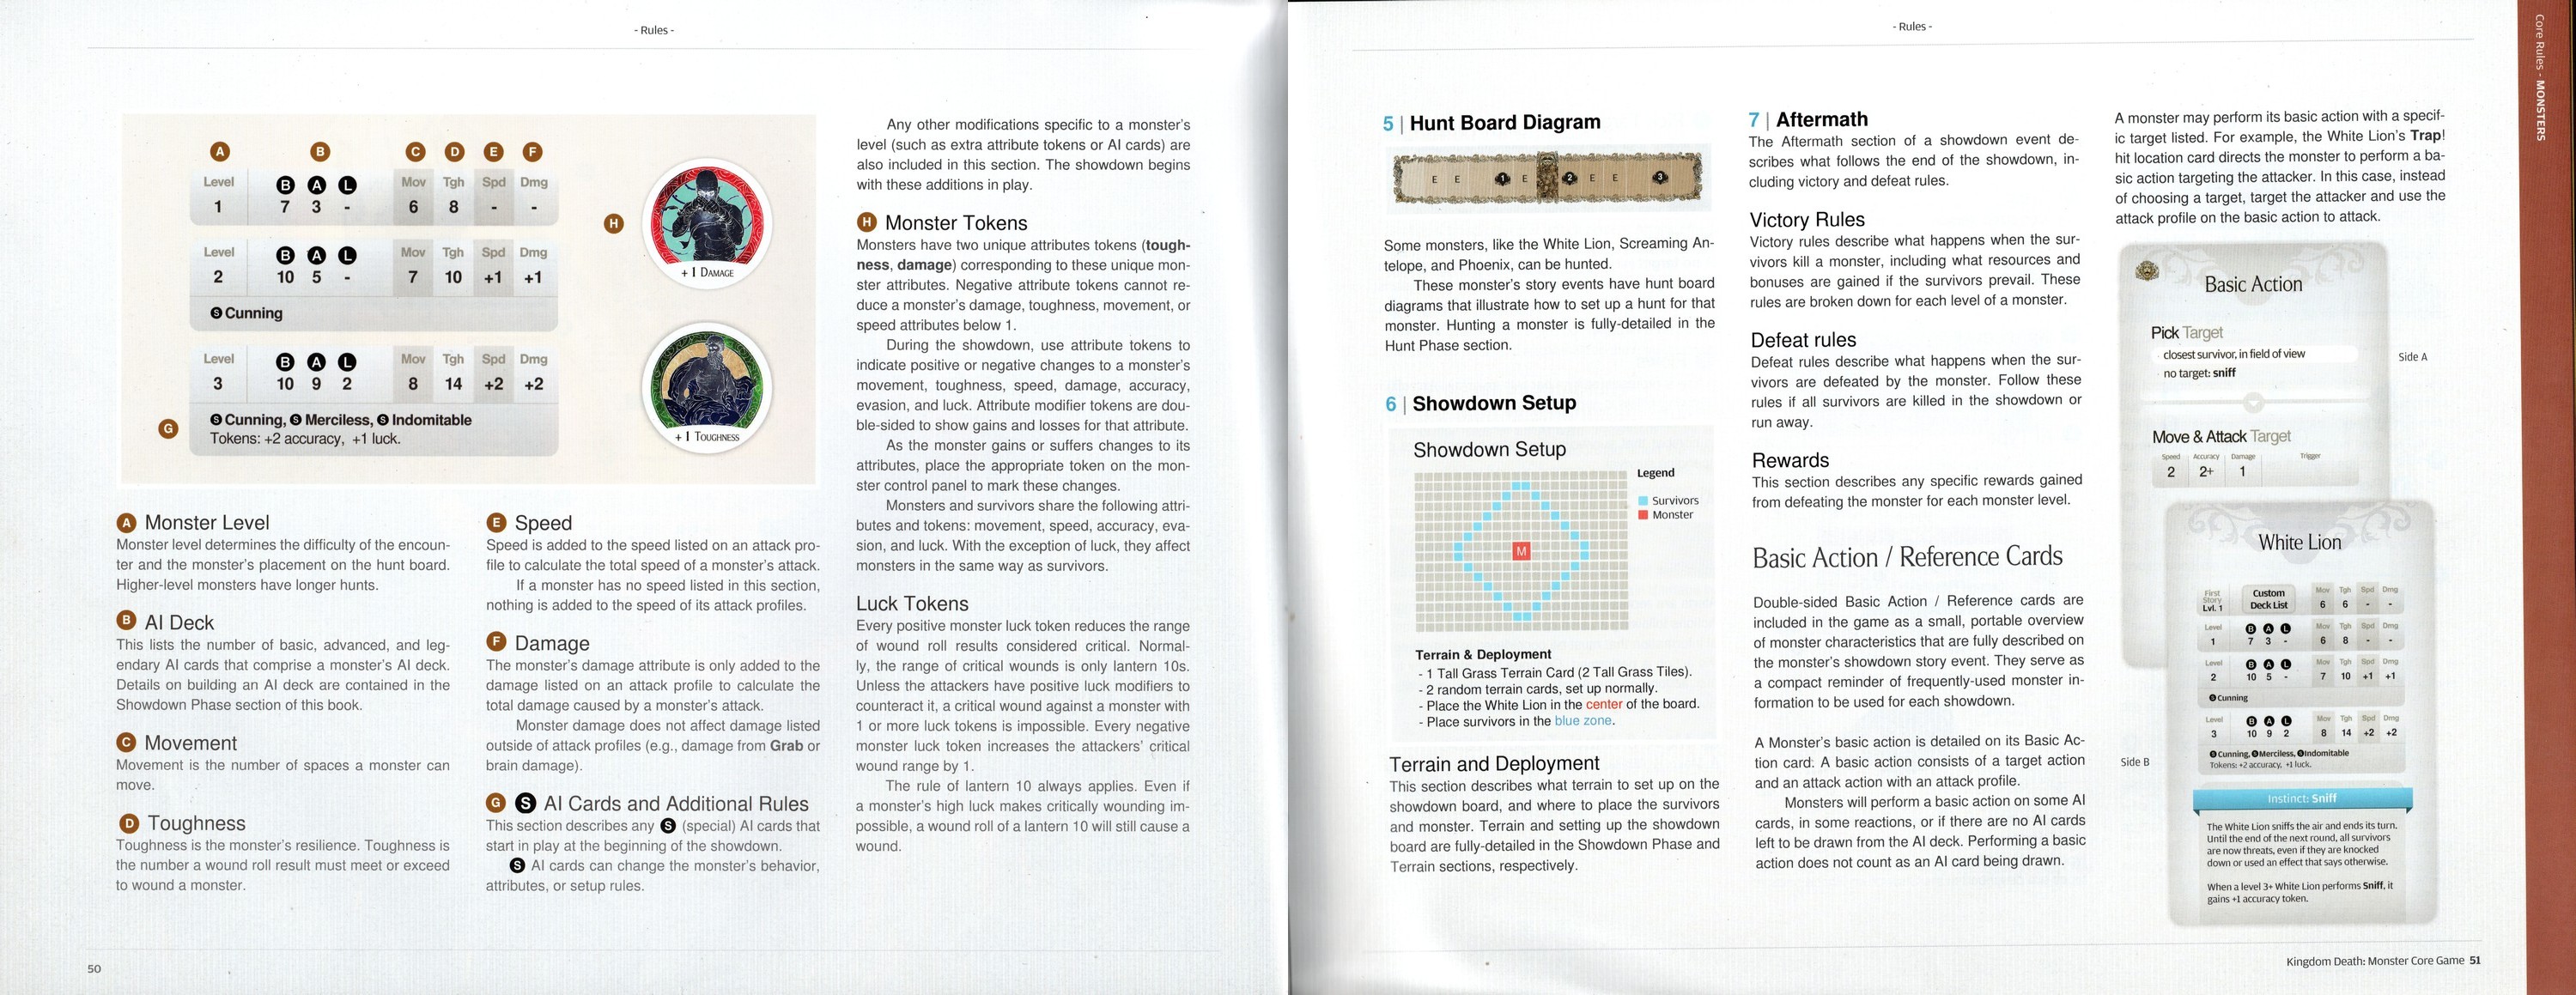 - Rules -
A B C D E F
Level B A L Mov Tgh Spd Dmg
1 7 3 - 6 8 - -
Level B A L Mov Tgh Spd Dmg
2 10 5 - 7 10 +1 +1
S Cunning
Level B A L Mov Tgh Spd Dmg
3 10 9 2 8 14 +2 +2
G
S Cunning, S Merciless, S Indomitable
Tokens: +2 accuracy, +1 luck.
H
+1 DAMAGE
+1 TOUGHNESS
A Monster Level
Monster level determines the difficulty of the encoun-
ter and the monster's placement on the hunt board.
Higher-level monsters have longer hunts.
B AI Deck
This lists the number of basic, advanced, and leg-
endary AI cards that comprise a monster's AI deck.
Details on building an AI deck are contained in the
Showdown Phase section of this book.
C Movement
Movement is the number of spaces a monster can
move.
D Toughness
Toughness is the monster's resilience. Toughness is
the number a wound roll result must meet or exceed
to wound a monster.
E Speed
Speed is added to the speed listed on an attack pro-
file to calculate the total speed of a monster's attack.
If a monster has no speed listed in this section,
nothing is added to the speed of its attack profiles.
F Damage
The monster's damage attribute is only added to the
damage listed on an attack profile to calculate the
total damage caused by a monster's attack.
Monster damage does not affect damage listed
outside of attack profiles (e.g., damage from Grab or
brain damage).
G S AI Cards and Additional Rules
This section describes any S (special) AI cards that
start in play at the beginning of the showdown.
S AI cards can change the monster's behavior,
attributes, or setup rules.
Any other modifications specific to a monster's
level (such as extra attribute tokens or AI cards) are
also included in this section. The showdown begins
with these additions in play.
H Monster Tokens
Monsters have two unique attributes tokens (tough-
ness, damage) corresponding to these unique mon-
ster attributes. Negative attribute tokens cannot re-
duce a monster's damage, toughness, movement, or
speed attributes below 1.
During the showdown, use attribute tokens to
indicate positive or negative changes to a monster's
movement, toughness, speed, damage, accuracy,
evasion, and luck. Attribute modifier tokens are dou-
ble-sided to show gains and losses for that attribute.
As the monster gains or suffers changes to its
attributes, place the appropriate token on the mon-
ster control panel to mark these changes.
Monsters and survivors share the following attri-
butes and tokens: movement, speed, accuracy, eva-
sion, and luck. With the exception of luck, they affect
monsters in the same way as survivors.
Luck Tokens
Every positive monster luck token reduces the range
of wound roll results considered critical. Normal-
ly, the range of critical wounds is only lantern 10s.
Unless the attackers have positive luck modifiers to
counteract it, a critical wound against a monster with
1 or more luck tokens is impossible. Every negative
monster luck token increases the attackers' critical
wound range by 1.
The rule of lantern 10 always applies. Even if
a monster's high luck makes critically wounding im-
possible, a wound roll of a lantern 10 will still cause a
wound.
50
- Rules -
Core Rules - MONSTERS
5 | Hunt Board Diagram
E E 1 E 2 E E 3
Some monsters, like the White Lion, Screaming An-
telope, and Phoenix, can be hunted.
These monster's story events have hunt board
diagrams that illustrate how to set up a hunt for that
monster. Hunting a monster is fully-detailed in the
Hunt Phase section.
6 | Showdown Setup
Showdown Setup
M
Legend
Survivors
Monster
Terrain & Deployment
- 1 Tall Grass Terrain Card (2 Tall Grass Tiles).
- 2 random terrain cards, set up normally.
- Place the White Lion in the center of the board.
- Place survivors in the blue zone.
Terrain and Deployment
This section describes what terrain to set up on the
showdown board, and where to place the survivors
and monster. Terrain and setting up the showdown
board are fully-detailed in the Showdown Phase and
Terrain sections, respectively.
7 | Aftermath
The Aftermath section of a showdown event de-
scribes what follows the end of the showdown, in-
cluding victory and defeat rules.
Victory Rules
Victory rules describe what happens when the sur-
vivors kill a monster, including what resources and
bonuses are gained if the survivors prevail. These
rules are broken down for each level of a monster.
Defeat rules
Defeat rules describe what happens when the sur-
vivors are defeated by the monster. Follow these
rules if all survivors are killed in the showdown or
run away.
Rewards
This section describes any specific rewards gained
from defeating the monster for each monster level.
Basic Action / Reference Cards
Double-sided Basic Action / Reference cards are
included in the game as a small, portable overview
of monster characteristics that are fully described on
the monster's showdown story event. They serve as
a compact reminder of frequently-used monster in-
formation to be used for each showdown.
A Monster's basic action is detailed on its Basic Ac-
tion card. A basic action consists of a target action
and an attack action with an attack profile.
Monsters will perform a basic action on some AI
cards, in some reactions, or if there are no AI cards
left to be drawn from the AI deck. Performing a basic
action does not count as an AI card being drawn.
A monster may perform its basic action with a specif-
ic target listed. For example, the White Lion's Trap!
hit location card directs the monster to perform a ba-
sic action targeting the attacker. In this case, instead
of choosing a target, target the attacker and use the
attack profile on the basic action to attack.
Basic Action
Pick Target
closest survivor, in field of view
no target: sniff
Side A
Move & Attack Target
Speed Accuracy Damage Trigger
2 2+ 1
White Lion
First Story Lvl. 1 Custom Deck List Mov Tgh Spd Dmg
6 6 - -
Level B A L Mov Tgh Spd Dmg
1 7 3 - 6 8 - -
Level B A L Mov Tgh Spd Dmg
2 10 5 - 7 10 +1 +1
S Cunning
Level B A L Mov Tgh Spd Dmg
3 10 9 2 8 14 +2 +2
S Cunning, S Merciless, S Indomitable
Tokens: +2 accuracy, +1 luck.
Side B
Instinct: Sniff
The White Lion sniffs the air and ends its turn.
Until the end of the next round, all survivors
are now threats, even if they are knocked
down or used an effect that says otherwise.
When a level 3+ White Lion performs Sniff, it
gains +1 accuracy token.
Kingdom Death: Monster Core Game 51